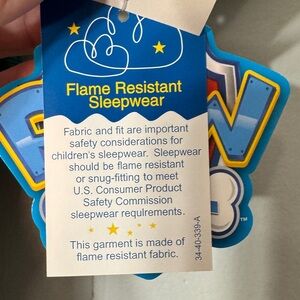 Flame Resistant
Sleepwear
Fabric and fit are important
safety considerations for
children's sleepwear. Sleepwear
should be flame resistant
or snug-fitting to meet
U.S. Consumer Product
Safety Commission
sleepwear requirements.
This garment is made of
flame resistant fabric.
34-40-339-A
TM